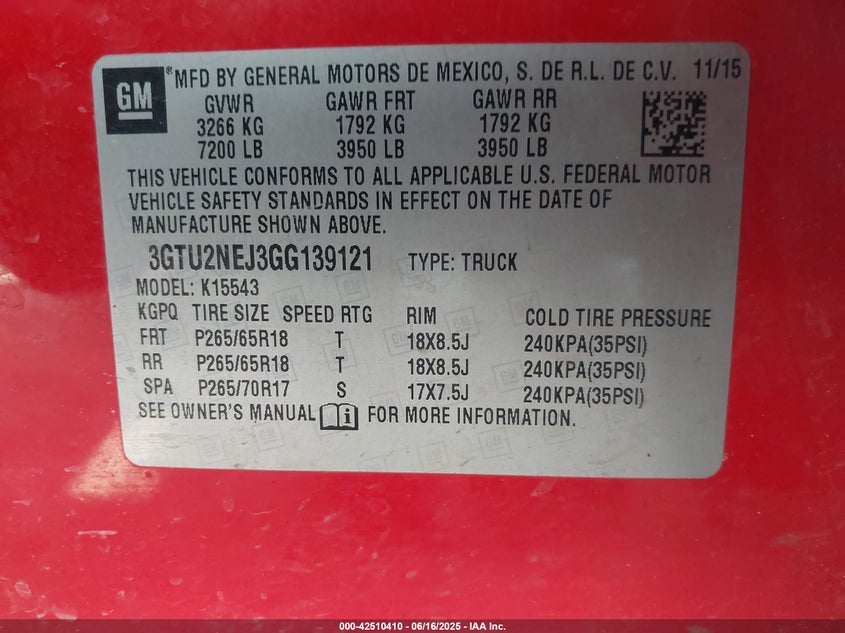 GM ® MFD BY GENERAL MOTORS DE MEXICO, S. DE R.L. DE C.V. 11/15
GVWR GAWR FRT GAWR RR
3266 KG 1792 KG 1792 KG
7200 LB 3950 LB 3950 LB
THIS VEHICLE CONFORMS TO ALL APPLICABLE U.S. FEDERAL MOTOR
VEHICLE SAFETY STANDARDS IN EFFECT ON THE DATE OF
MANUFACTURE SHOWN ABOVE.
3GTU2NEJ3GG139121 TYPE: TRUCK
MODEL: K15543
KGPQ TIRE SIZE SPEED RTG RIM COLD TIRE PRESSURE
FRT P265/65R18 T 18X8.5J 240KPA(35PSI)
RR P265/65R18 T 18X8.5J 240KPA(35PSI)
SPA P265/70R17 S 17X7.5J 240KPA(35PSI)
SEE OWNER'S MANUAL FOR MORE INFORMATION.
000-42510410 - 06/16/2025 - IAA Inc.